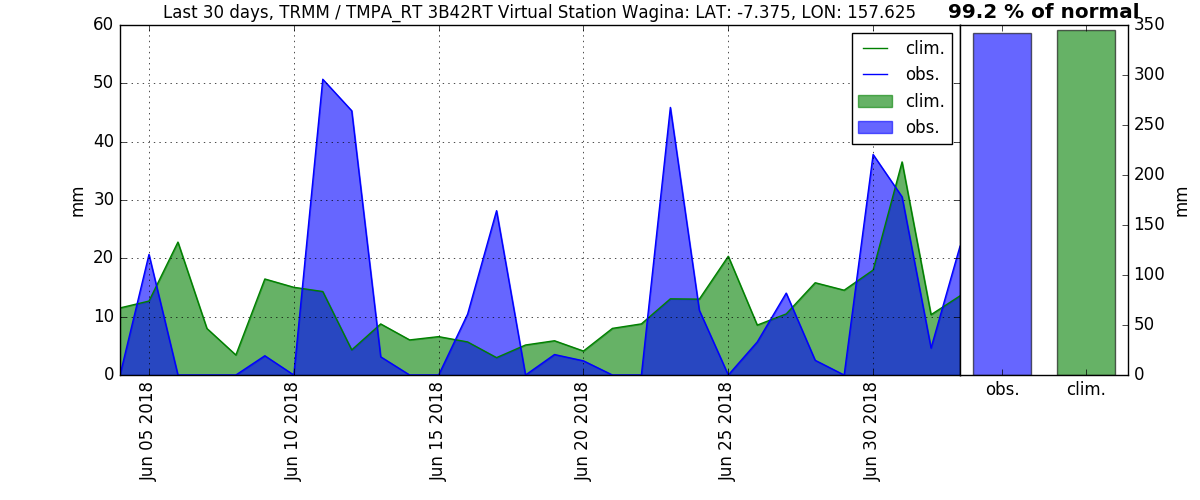 Last 30 days, TRMM / TMPA_RT 3B42RT Virtual Station Wagina: LAT: -7.375, LON: 157.625
99.2 % of normal
60
50
40
30
20
10
0
mm
clim.
obs.
clim.
obs.
350
300
250
200
150
100
50
0
mm
Jun 05 2018
Jun 10 2018
Jun 15 2018
Jun 20 2018
Jun 25 2018
Jun 30 2018
obs.
clim.